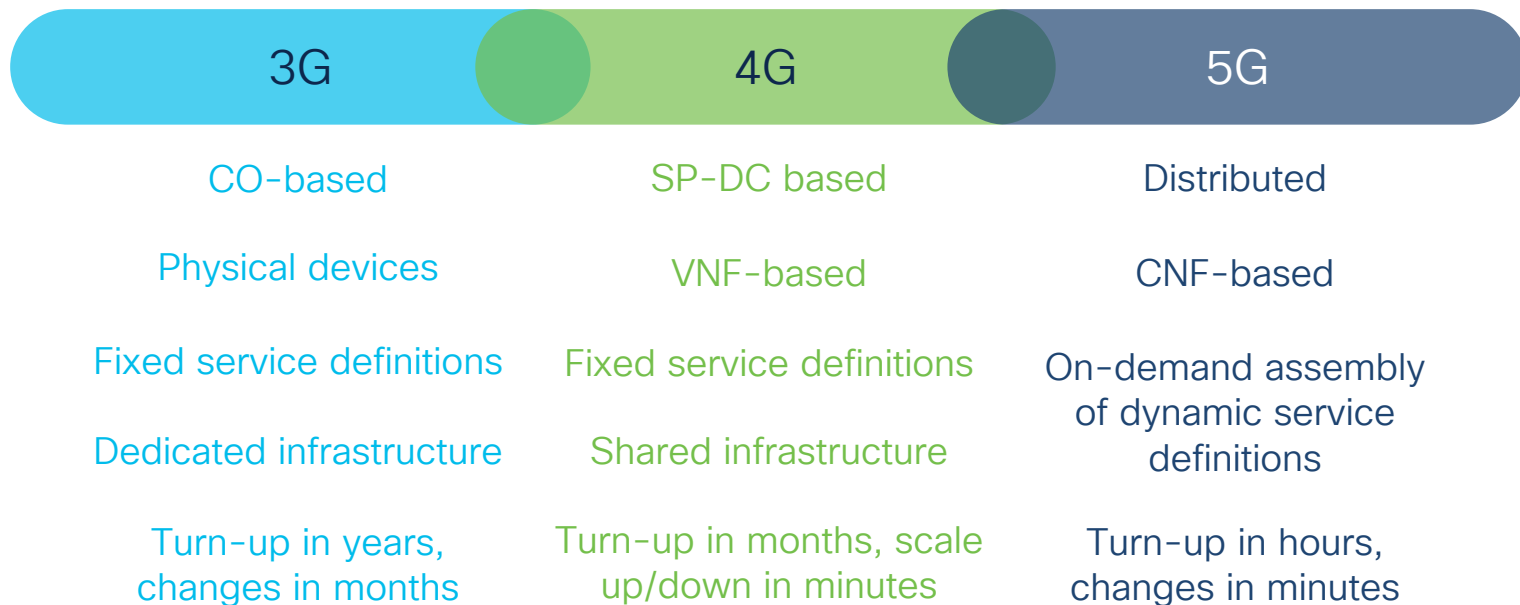 3G
4G
5G
CO-based
SP-DC based
Distributed
Physical devices
VNF-based
CNF-based
Fixed service definitions
Fixed service definitions
On-demand assembly
of dynamic service
definitions
Dedicated infrastructure
Shared infrastructure
Turn-up in years,
changes in months
Turn-up in months, scale
up/down in minutes
Turn-up in hours,
changes in minutes